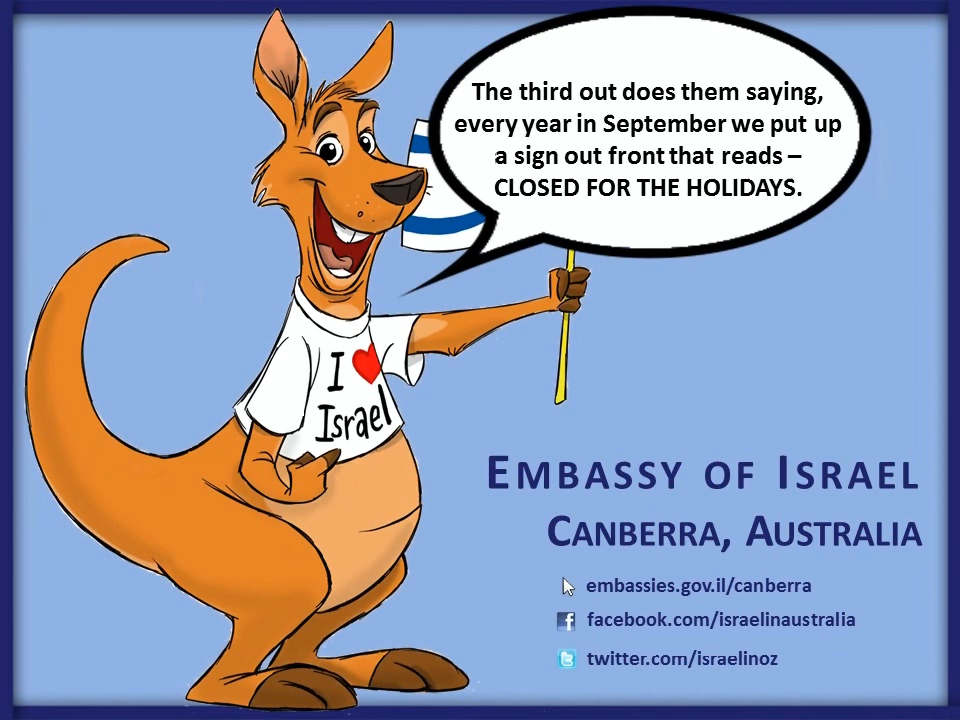 The third out does them saying,
every year in September we put up
a sign out front that reads –
CLOSED FOR THE HOLIDAYS.
I ❤
Israel
EMBASSY OF ISRAEL
CANBERRA, AUSTRALIA
embassies.gov.il/canberra
facebook.com/israelinaustralia
twitter.com/israelinoz